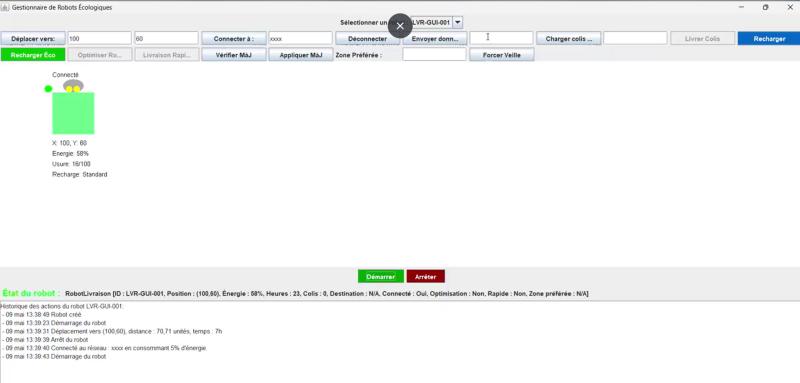 Gestionnaire de Robots Écologiques
Sélectionner un LVR-GUI-001
Déplacer vers: 100 60 Connecter à : xxxx Déconnecter Envoyer donn... Charger colis ... Livrer Colis Recharger
Recharger Éco Optimiser Ro... Livraison Rapi... Vérifier MàJ Appliquer MàJ Zone Préférée : Forcer Veille
Connecté
X: 100, Y: 60
Energie: 58%
Usure: 16/100
Recharge: Standard
Démarrer Arrêter
État du robot : RobotLivraison [ID : LVR-GUI-001, Position : (100,60), Énergie : 58%, Heures : 23, Colis : 0, Destination : N/A, Connecté : Oui, Optimisation : Non, Rapide : Non, Zone préférée : N/A]
Historique des actions du robot LVR-GUI-001:
- 09 mai 13:38:49 Robot créé
- 09 mai 13:39:23 Démarrage du robot
- 09 mai 13:39:31 Déplacement vers (100,60), distance : 70,71 unités, temps : 7h
- 09 mai 13:39:39 Arrêt du robot
- 09 mai 13:39:40 Connecté au réseau : xxxx en consommant 5% d'énergie.
- 09 mai 13:39:43 Démarrage du robot